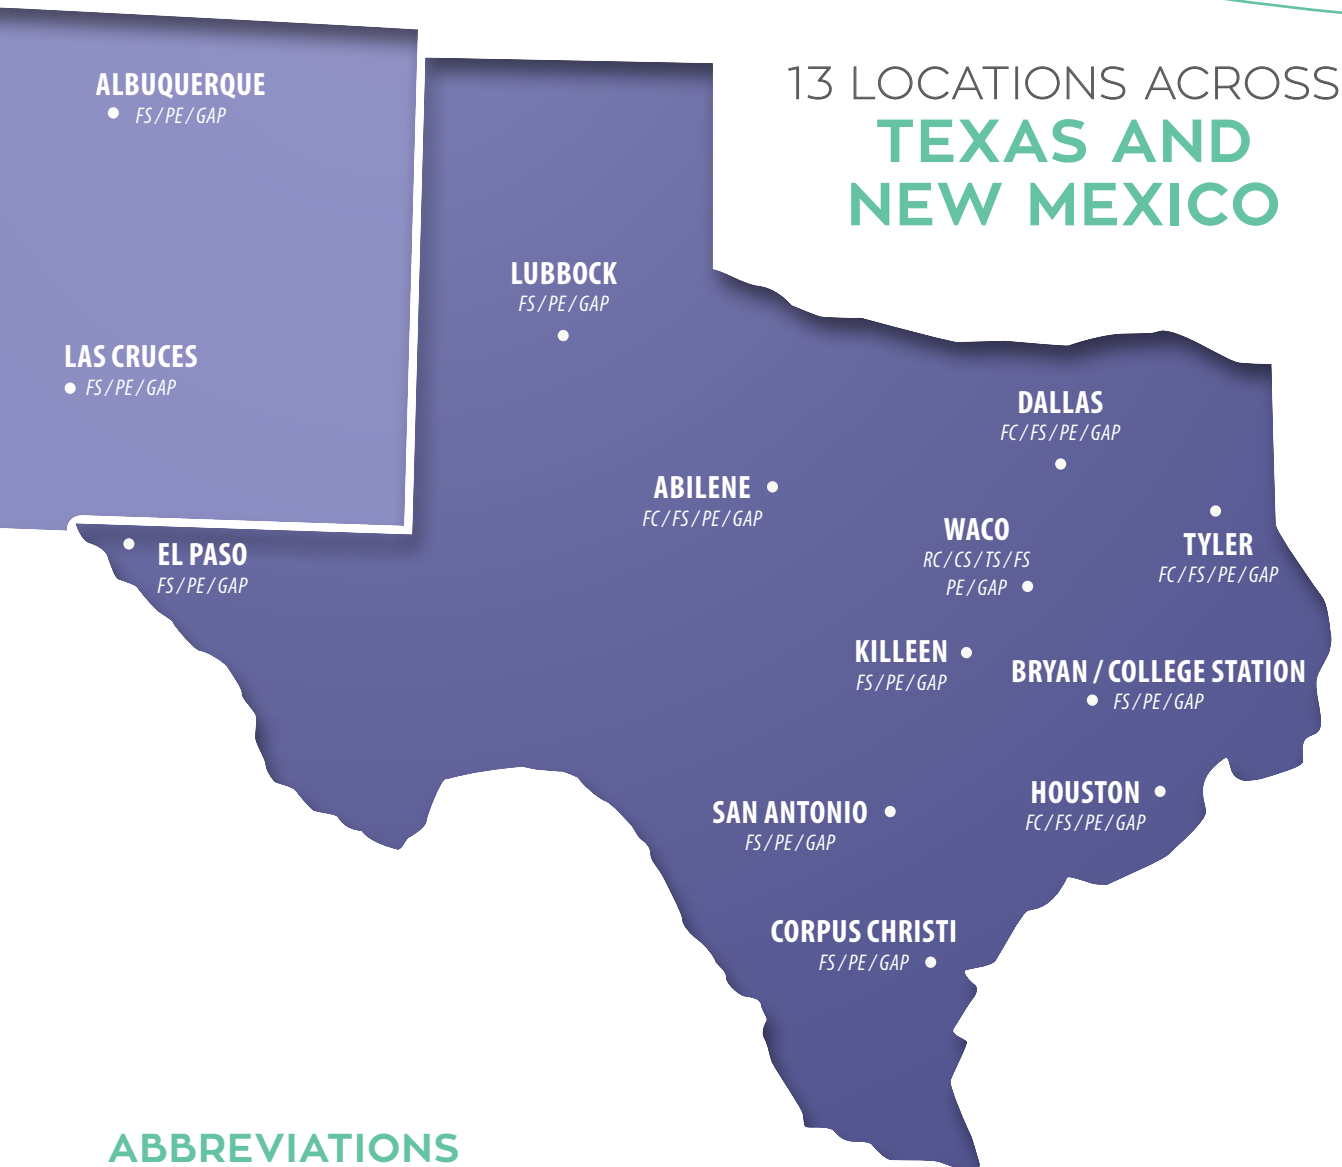 13 LOCATIONS ACROSS
TEXAS AND
NEW MEXICO
ALBUQUERQUE
FS / PE / GAP
LUBBOCK
FS / PE / GAP
LAS CRUCES
FS / PE / GAP
DALLAS
FC / FS / PE / GAP
ABILENE
FC / FS / PE / GAP
WACO
RC / CS / TS / FS
PE / GAP
TYLER
FC / FS / PE / GAP
EL PASO
FS / PE / GAP
KILLEEN
FS / PE / GAP
BRYAN / COLLEGE STATION
FS / PE / GAP
HOUSTON
FC / FS / PE / GAP
SAN ANTONIO
FS / PE / GAP
CORPUS CHRISTI
FS / PE / GAP
ABBREVIATIONS